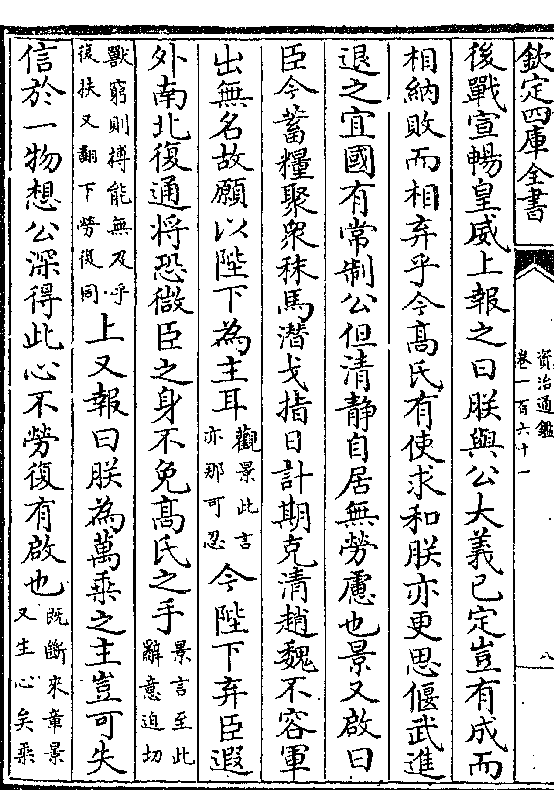 欽定四庫全書
資治通鑑
卷一百六十一
八
後戰宣暢皇威上報之曰朕與公大義已定豈有成而
相納敗而相弃乎今髙氏有使求和朕亦更思偃武進
退之宜國有常制公但清靜自居無勞慮也景又啟曰
臣今蓄糧聚衆秣馬潜戈指日計期克清趙魏不容軍
出無名故願以陛下為主耳觀景此言亦那可忍今陛下弃臣遐
外南北復通將恐微臣之身不免髙氏之手景言至此辭意迫切
獸窮則搏能無及乎復扶又翻下勞復同上又報曰朕為萬乗之主豈可失
信於一物想公深得此心不勞復有啟也既斷來章景又生心矣乗